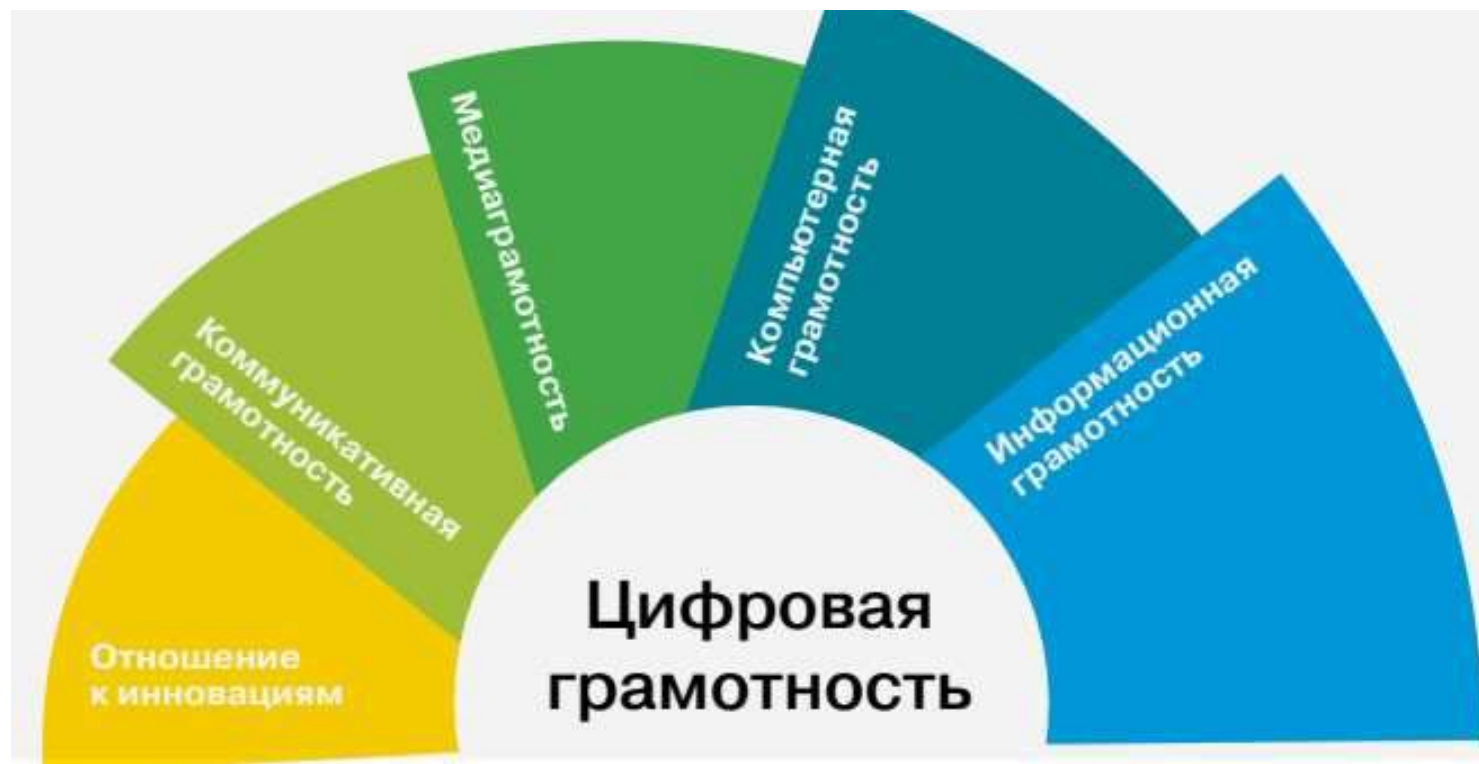 Отношение
к инновациям
Коммуникативная
грамотность
Медиаграмотность
Компьютерная
грамотность
Информационная
грамотность
Цифровая
грамотность